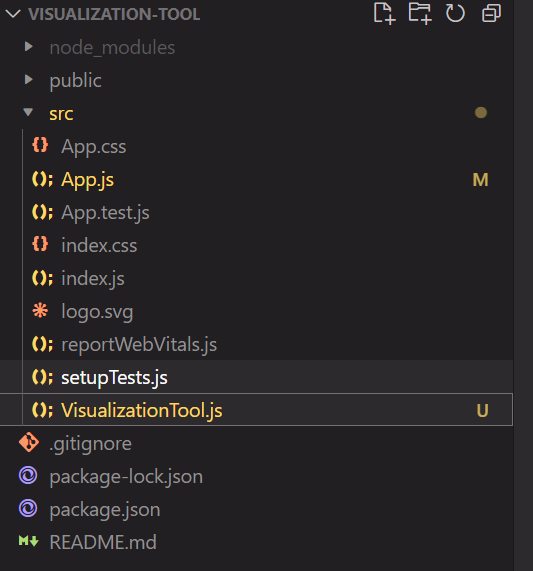 VISUALIZATION-TOOL
node_modules
public
src
App.css
App.js M
App.test.js
index.css
index.js
logo.svg
reportWebVitals.js
setupTests.js
VisualizationTool.js U
.gitignore
package-lock.json
package.json
README.md